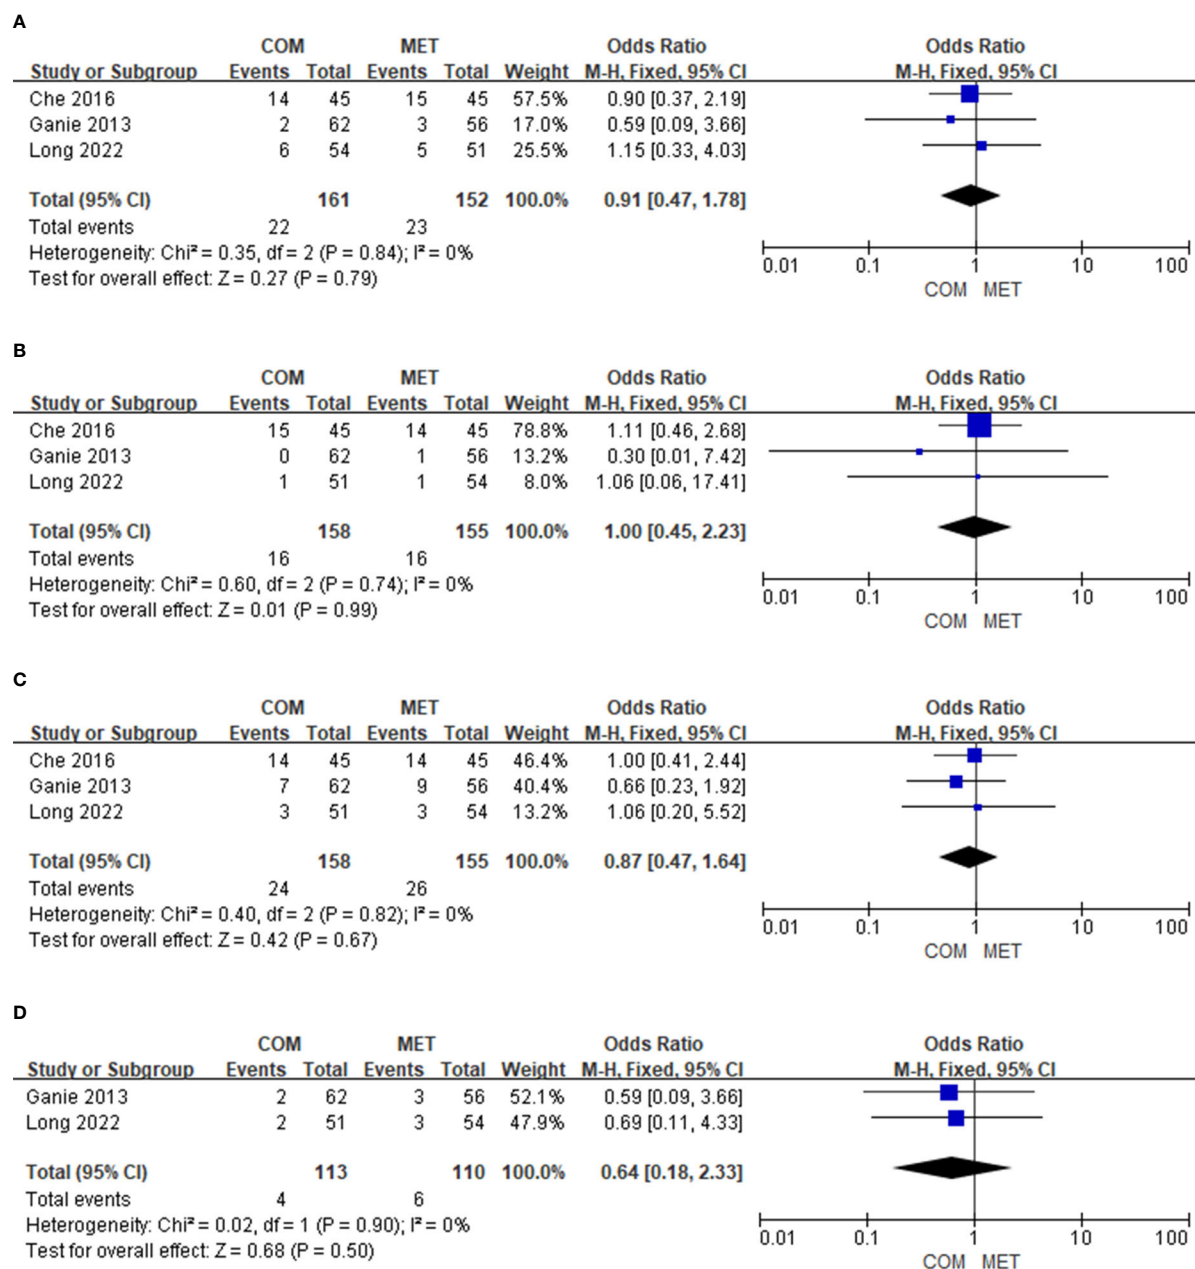 A
COM MET Odds Ratio Odds Ratio
Study or Subgroup Events Total Events Total Weight M-H, Fixed, 95% CI M-H, Fixed, 95% CI
Che 2016 14 45 15 45 57.5% 0.90 [0.37, 2.19]
Ganie 2013 2 62 3 56 17.0% 0.59 [0.09, 3.66]
Long 2022 6 54 5 51 25.5% 1.15 [0.33, 4.03]
Total (95% CI) 161 152 100.0% 0.91 [0.47, 1.78]
Total events 22 23
Heterogeneity: Chi² = 0.35, df = 2 (P = 0.84); I² = 0%
Test for overall effect: Z = 0.27 (P = 0.79)
0.01 0.1 1 10 100
COM MET
B
COM MET Odds Ratio Odds Ratio
Study or Subgroup Events Total Events Total Weight M-H, Fixed, 95% CI M-H, Fixed, 95% CI
Che 2016 15 45 14 45 78.8% 1.11 [0.46, 2.68]
Ganie 2013 0 62 1 56 13.2% 0.30 [0.01, 7.42]
Long 2022 1 51 1 54 8.0% 1.06 [0.06, 17.41]
Total (95% CI) 158 155 100.0% 1.00 [0.45, 2.23]
Total events 16 16
Heterogeneity: Chi² = 0.60, df = 2 (P = 0.74); I² = 0%
Test for overall effect: Z = 0.01 (P = 0.99)
0.01 0.1 1 10 100
COM MET
C
COM MET Odds Ratio Odds Ratio
Study or Subgroup Events Total Events Total Weight M-H, Fixed, 95% CI M-H, Fixed, 95% CI
Che 2016 14 45 14 45 46.4% 1.00 [0.41, 2.44]
Ganie 2013 7 62 9 56 40.4% 0.66 [0.23, 1.92]
Long 2022 3 51 3 54 13.2% 1.06 [0.20, 5.52]
Total (95% CI) 158 155 100.0% 0.87 [0.47, 1.64]
Total events 24 26
Heterogeneity: Chi² = 0.40, df = 2 (P = 0.82); I² = 0%
Test for overall effect: Z = 0.42 (P = 0.67)
0.01 0.1 1 10 100
COM MET
D
COM MET Odds Ratio Odds Ratio
Study or Subgroup Events Total Events Total Weight M-H, Fixed, 95% CI M-H, Fixed, 95% CI
Ganie 2013 2 62 3 56 52.1% 0.59 [0.09, 3.66]
Long 2022 2 51 3 54 47.9% 0.69 [0.11, 4.33]
Total (95% CI) 113 110 100.0% 0.64 [0.18, 2.33]
Total events 4 6
Heterogeneity: Chi² = 0.02, df = 1 (P = 0.90); I² = 0%
Test for overall effect: Z = 0.68 (P = 0.50)
0.01 0.1 1 10 100
COM MET